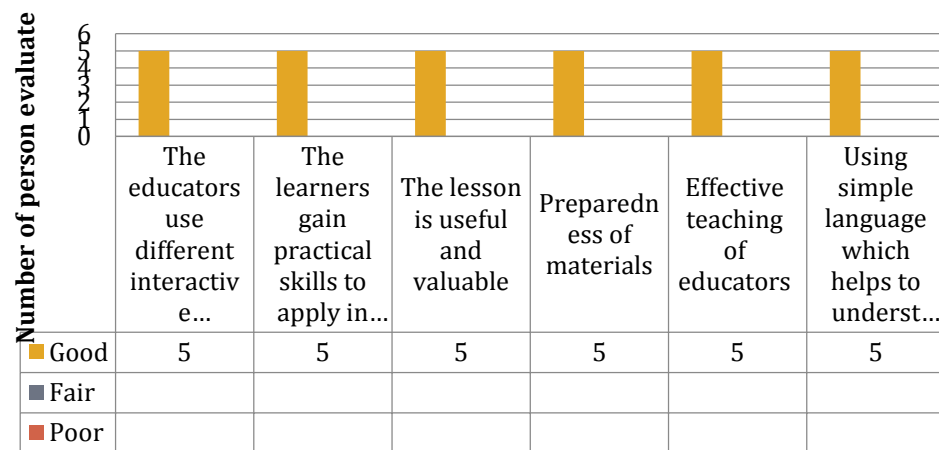 Number of person evaluate
6
5
4
3
2
1
0
The
educators
use
different
interactiv
e...
The
learners
gain
practical
skills to
apply in...
The lesson
is useful
and
valuable
Preparedn
ess of
materials
Effective
teaching
of
educators
Using
simple
language
which
helps to
underst...
Good 5 5 5 5 5 5
Fair
Poor